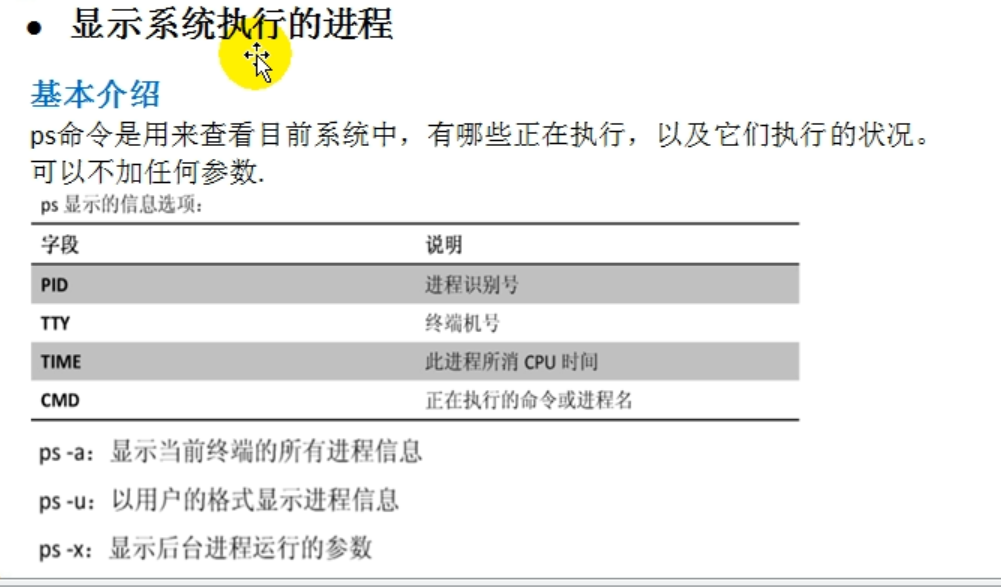 ● 显示系统执行的进程
基本介绍
ps命令是用来查看目前系统中，有哪些正在执行，以及它们执行的状况。
可以不加任何参数.
ps 显示的信息选项：
字段 说明
PID 进程识别号
TTY 终端机号
TIME 此进程所消 CPU 时间
CMD 正在执行的命令或进程名
ps -a：显示当前终端的所有进程信息
ps -u：以用户的格式显示进程信息
ps -x：显示后台进程运行的参数